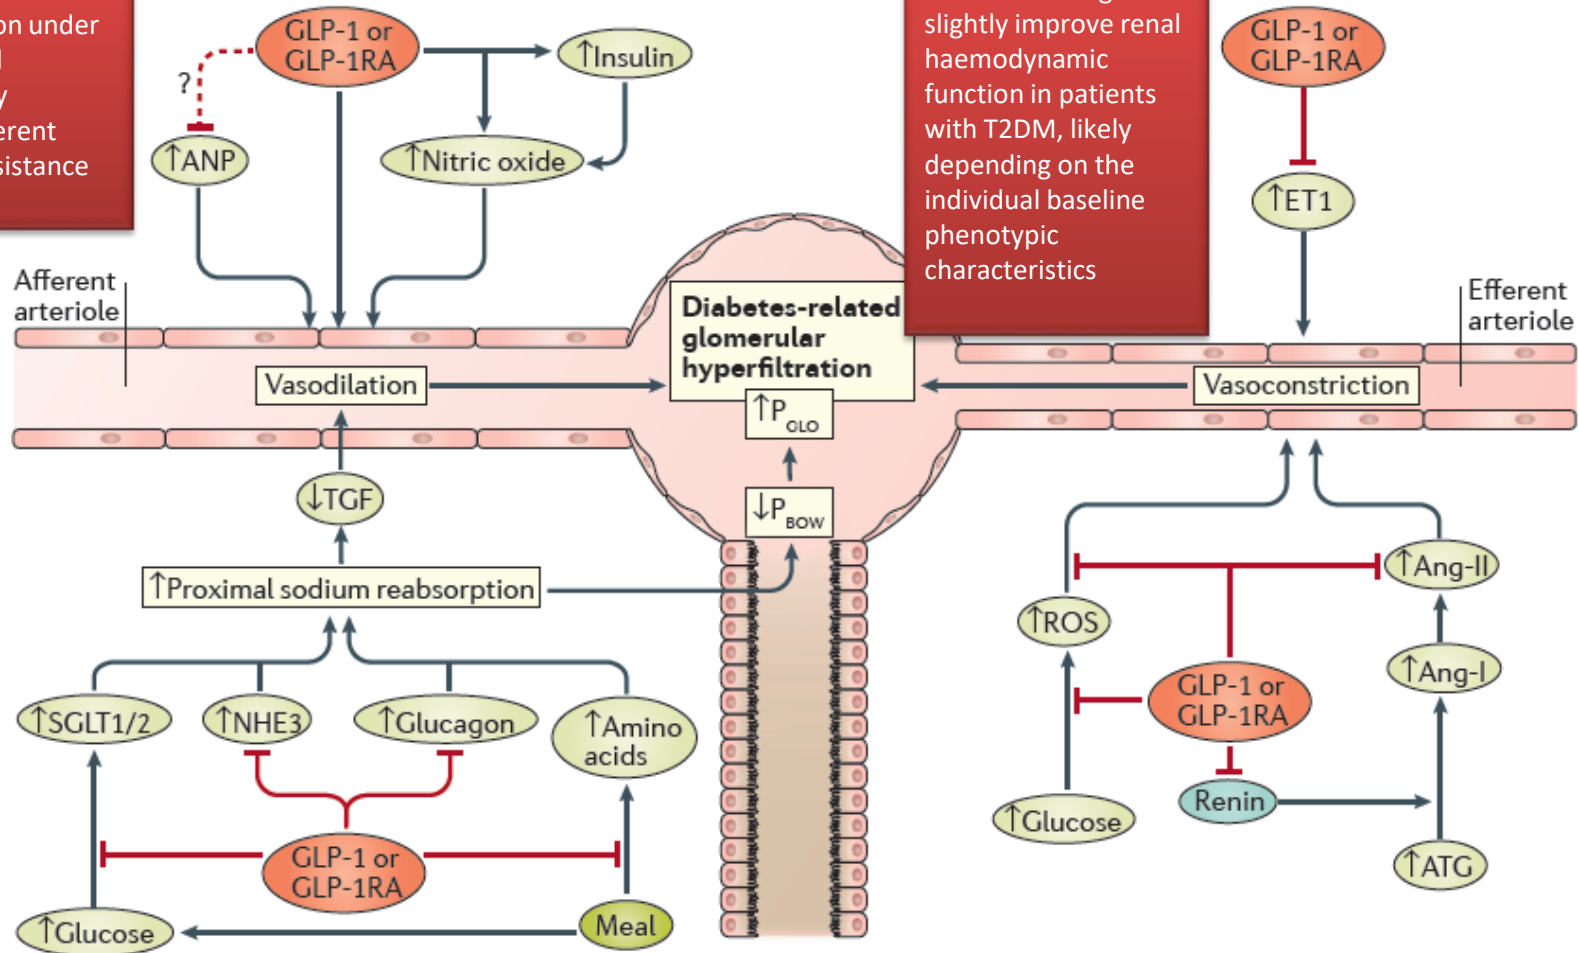 on under
erent
sistance
GLP-1 or
GLP-1RA
↑Insulin
?
↑ANP
↑Nitric oxide
slightly improve renal
haemodynamic
function in patients
with T2DM, likely
depending on the
individual baseline
phenotypic
characteristics
GLP-1 or
GLP-1RA
↑ET1
Afferent
arteriole
Efferent
arteriole
Diabetes-related
glomerular
hyperfiltration
Vasodilation
Vasoconstriction
↑P GLO
↓P BOW
↓TGF
↑Proximal sodium reabsorption
↑SGLT1/2
↑NHE3
↑Glucagon
↑Amino
acids
GLP-1 or
GLP-1RA
↑Glucose
Meal
↑ROS
↑Ang-II
↑Ang-I
GLP-1 or
GLP-1RA
Renin
↑Glucose
↑ATG